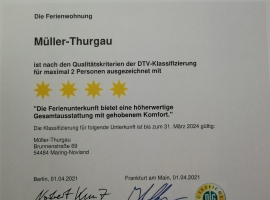 Die Ferienwohnung
Müller-Thurgau
ist nach den Qualitätskriterien der DTV-Klassifizierung
für maximal 2 Personen ausgezeichnet mit
"Die Ferienunterkunft bietet eine höherwertige
Gesamtausstattung mit gehobenem Komfort."
Die Klassifizierung für folgende Unterkunft ist bis zum 31. März 2024 gültig:
Müller-Thurgau
Brunnenstraße 69
54484 Maring-Noviand
Berlin, 01.04.2021
Frankfurt am Main, 01.04.2021